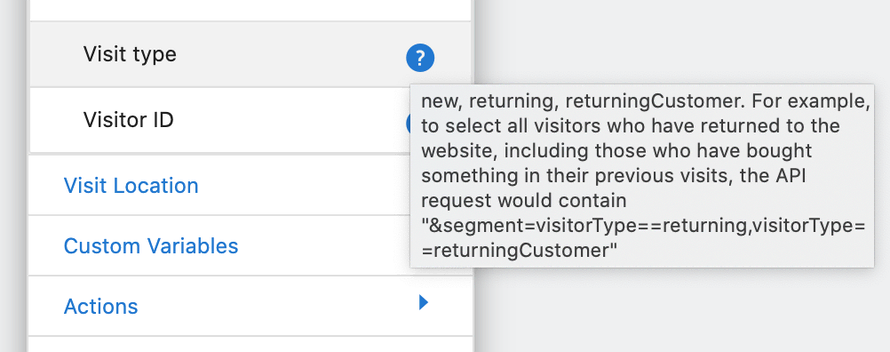 Visit type
?
new, returning, returningCustomer. For example,
to select all visitors who have returned to the
website, including those who have bought
something in their previous visits, the API
request would contain
"&segment=visitorType==returning,visitorType=
=returningCustomer"
Visitor ID
Visit Location
Custom Variables
Actions